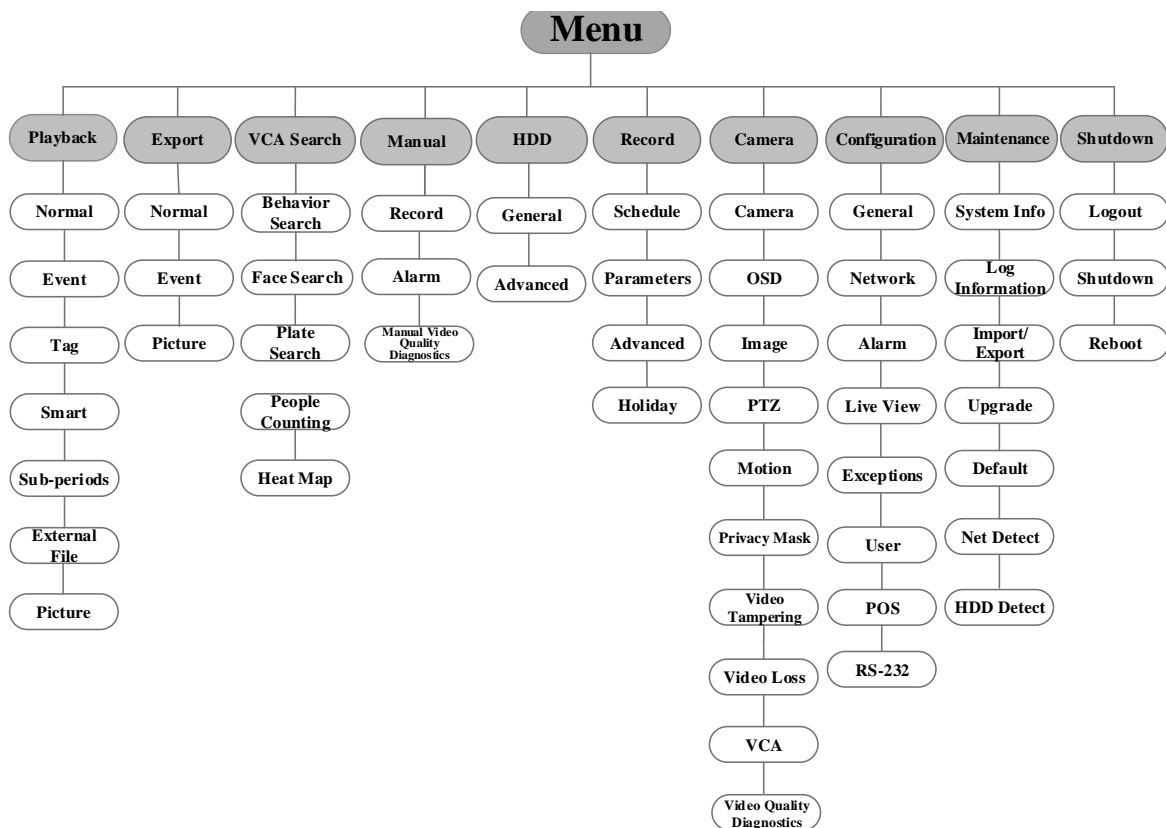 Menu
Playback
Export
VCA Search
Manual
HDD
Record
Camera
Configuration
Maintenance
Shutdown
Normal
Event
Tag
Smart
Sub-periods
External
File
Picture
Normal
Event
Picture
Behavior
Search
Face Search
Plate
Search
People
Counting
Heat Map
Record
Alarm
Manual Video
Quality
Diagnostics
General
Advanced
Schedule
Parameters
Advanced
Holiday
Camera
OSD
Image
PTZ
Motion
Privacy Mask
Video
Tampering
Video Loss
VCA
Video Quality
Diagnostics
General
Network
Alarm
Live View
Exceptions
User
POS
RS-232
System Info
Log
Information
Import/
Export
Upgrade
Default
Net Detect
HDD Detect
Logout
Shutdown
Reboot